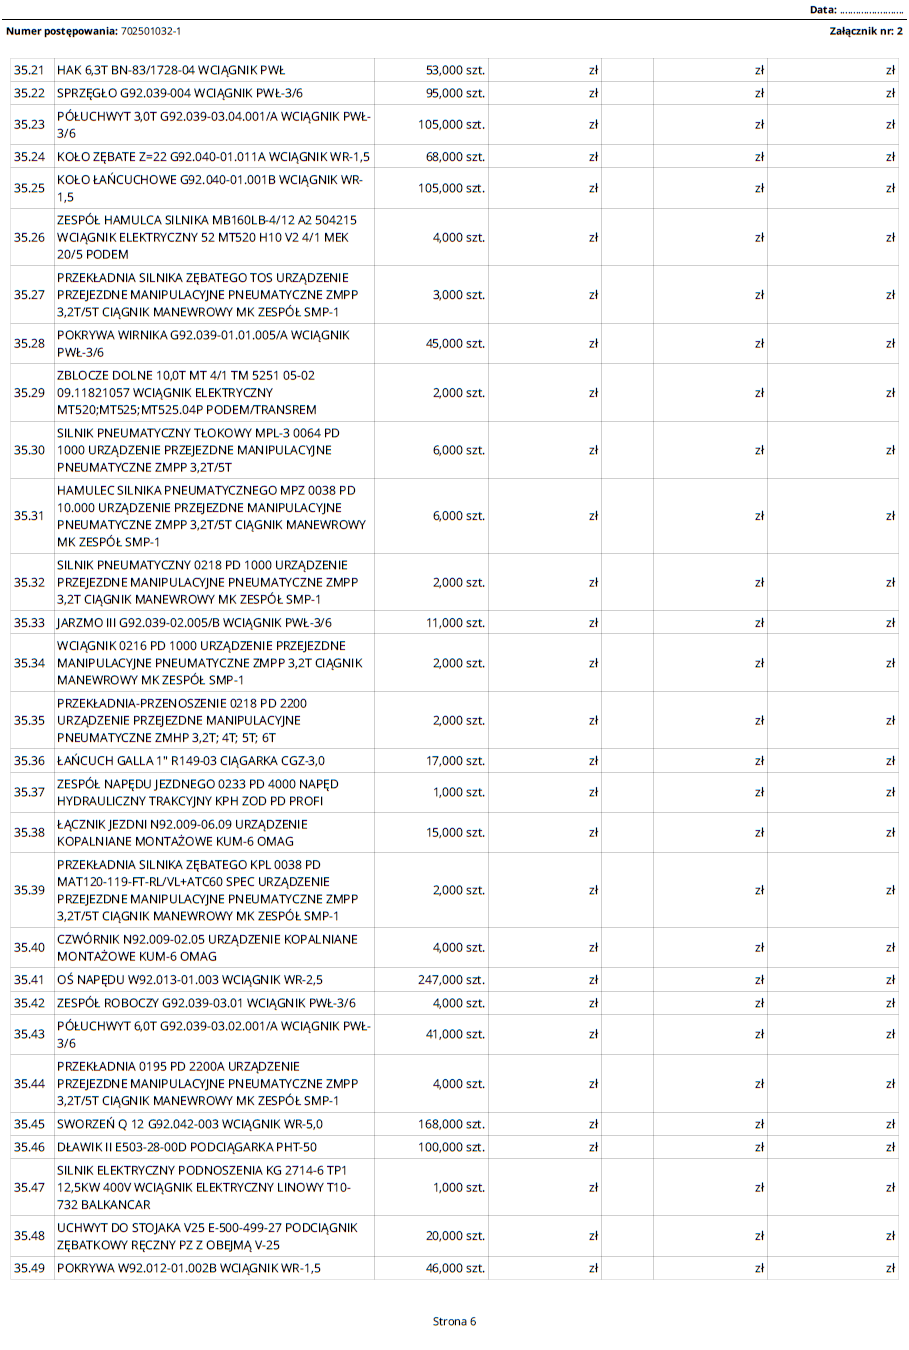 Data: ........................
Numer postępowania: 702501032-1 Załącznik nr: 2
35.21 HAK 6,3T BN-83/1728-04 WCIĄGNIK PWŁ 53,000 szt. zł zł zł
35.22 SPRZĘGŁO G92.039-004 WCIĄGNIK PWŁ-3/6 95,000 szt. zł zł zł
35.23 PÓŁUCHWYT 3,0T G92.039-03.04.001/A WCIĄGNIK PWŁ-
3/6 105,000 szt. zł zł zł
35.24 KOŁO ZĘBATE Z=22 G92.040-01.011A WCIĄGNIK WR-1,5 68,000 szt. zł zł zł
35.25 KOŁO ŁAŃCUCHOWE G92.040-01.001B WCIĄGNIK WR-
1,5 105,000 szt. zł zł zł
ZESPÓŁ HAMULCA SILNIKA MB160LB-4/12 A2 504215
35.26 WCIĄGNIK ELEKTRYCZNY 52 MT520 H10 V2 4/1 MEK 4,000 szt. zł zł zł
20/5 PODEM
PRZEKŁADNIA SILNIKA ZĘBATEGO TOS URZĄDZENIE
35.27 PRZEJEZDNE MANIPULACYJNE PNEUMATYCZNE ZMPP 3,000 szt. zł zł zł
3,2T/5T CIĄGNIK MANEWROWY MK ZESPÓŁ SMP-1
35.28 POKRYWA WIRNIKA G92.039-01.01.005/A WCIĄGNIK
PWŁ-3/6 45,000 szt. zł zł zł
ZBLOCZE DOLNE 10,0T MT 4/1 TM 5251 05-02
35.29 09.11821057 WCIĄGNIK ELEKTRYCZNY 2,000 szt. zł zł zł
MT520;MT525;MT525.04P PODEM/TRANSREM
SILNIK PNEUMATYCZNY TŁOKOWY MPL-3 0064 PD
35.30 1000 URZĄDZENIE PRZEJEZDNE MANIPULACYJNE 6,000 szt. zł zł zł
PNEUMATYCZNE ZMPP 3,2T/5T
HAMULEC SILNIKA PNEUMATYCZNEGO MPZ 0038 PD
35.31 10.000 URZĄDZENIE PRZEJEZDNE MANIPULACYJNE
PNEUMATYCZNE ZMPP 3,2T/5T CIĄGNIK MANEWROWY 6,000 szt. zł zł zł
MK ZESPÓŁ SMP-1
SILNIK PNEUMATYCZNY 0218 PD 1000 URZĄDZENIE
35.32 PRZEJEZDNE MANIPULACYJNE PNEUMATYCZNE ZMPP 2,000 szt. zł zł zł
3,2T CIĄGNIK MANEWROWY MK ZESPÓŁ SMP-1
35.33 JARZMO III G92.039-02.005/B WCIĄGNIK PWŁ-3/6 11,000 szt. zł zł zł
WCIĄGNIK 0216 PD 1000 URZĄDZENIE PRZEJEZDNE
35.34 MANIPULACYJNE PNEUMATYCZNE ZMPP 3,2T CIĄGNIK 2,000 szt. zł zł zł
MANEWROWY MK ZESPÓŁ SMP-1
PRZEKŁADNIA-PRZENOSZENIE 0218 PD 2200
35.35 URZĄDZENIE PRZEJEZDNE MANIPULACYJNE 2,000 szt. zł zł zł
PNEUMATYCZNE ZMHP 3,2T; 4T; 5T; 6T
35.36 ŁAŃCUCH GALLA 1" R149-03 CIĄGARKA CGZ-3,0 17,000 szt. zł zł zł
35.37 ZESPÓŁ NAPĘDU JEZDNEGO 0233 PD 4000 NAPĘD
HYDRAULICZNY TRAKCYJNY KPH ZOD PD PROFI 1,000 szt. zł zł zł
35.38 ŁĄCZNIK JEZDNI N92.009-06.09 URZĄDZENIE
KOPALNIANE MONTAŻOWE KUM-6 OMAG 15,000 szt. zł zł zł
PRZEKŁADNIA SILNIKA ZĘBATEGO KPL 0038 PD
35.39 MAT120-119-FT-RL/VL+ATC60 SPEC URZĄDZENIE
PRZEJEZDNE MANIPULACYJNE PNEUMATYCZNE ZMPP 2,000 szt. zł zł zł
3,2T/5T CIĄGNIK MANEWROWY MK ZESPÓŁ SMP-1
35.40 CZWÓRNIK N92.009-02.05 URZĄDZENIE KOPALNIANE
MONTAŻOWE KUM-6 OMAG 4,000 szt. zł zł zł
35.41 OŚ NAPĘDU W92.013-01.003 WCIĄGNIK WR-2,5 247,000 szt. zł zł zł
35.42 ZESPÓŁ ROBOCZY G92.039-03.01 WCIĄGNIK PWŁ-3/6 4,000 szt. zł zł zł
35.43 PÓŁUCHWYT 6,0T G92.039-03.02.001/A WCIĄGNIK PWŁ-
3/6 41,000 szt. zł zł zł
PRZEKŁADNIA 0195 PD 2200A URZĄDZENIE
35.44 PRZEJEZDNE MANIPULACYJNE PNEUMATYCZNE ZMPP 4,000 szt. zł zł zł
3,2T/5T CIĄGNIK MANEWROWY MK ZESPÓŁ SMP-1
35.45 SWORZEŃ Q 12 G92.042-003 WCIĄGNIK WR-5,0 168,000 szt. zł zł zł
35.46 DŁAWIK II E503-28-00D PODCIĄGARKA PHT-50 100,000 szt. zł zł zł
SILNIK ELEKTRYCZNY PODNOSZENIA KG 2714-6 TP1
35.47 12,5KW 400V WCIĄGNIK ELEKTRYCZNY LINOWY T10- 1,000 szt. zł zł zł
732 BALKANCAR
35.48 UCHWYT DO STOJAKA V25 E-500-499-27 PODCIĄGNIK
ZĘBATKOWY RĘCZNY PZ Z OBEJMĄ V-25 20,000 szt. zł zł zł
35.49 POKRYWA W92.012-01.002B WCIĄGNIK WR-1,5 46,000 szt. zł zł zł
Strona 6